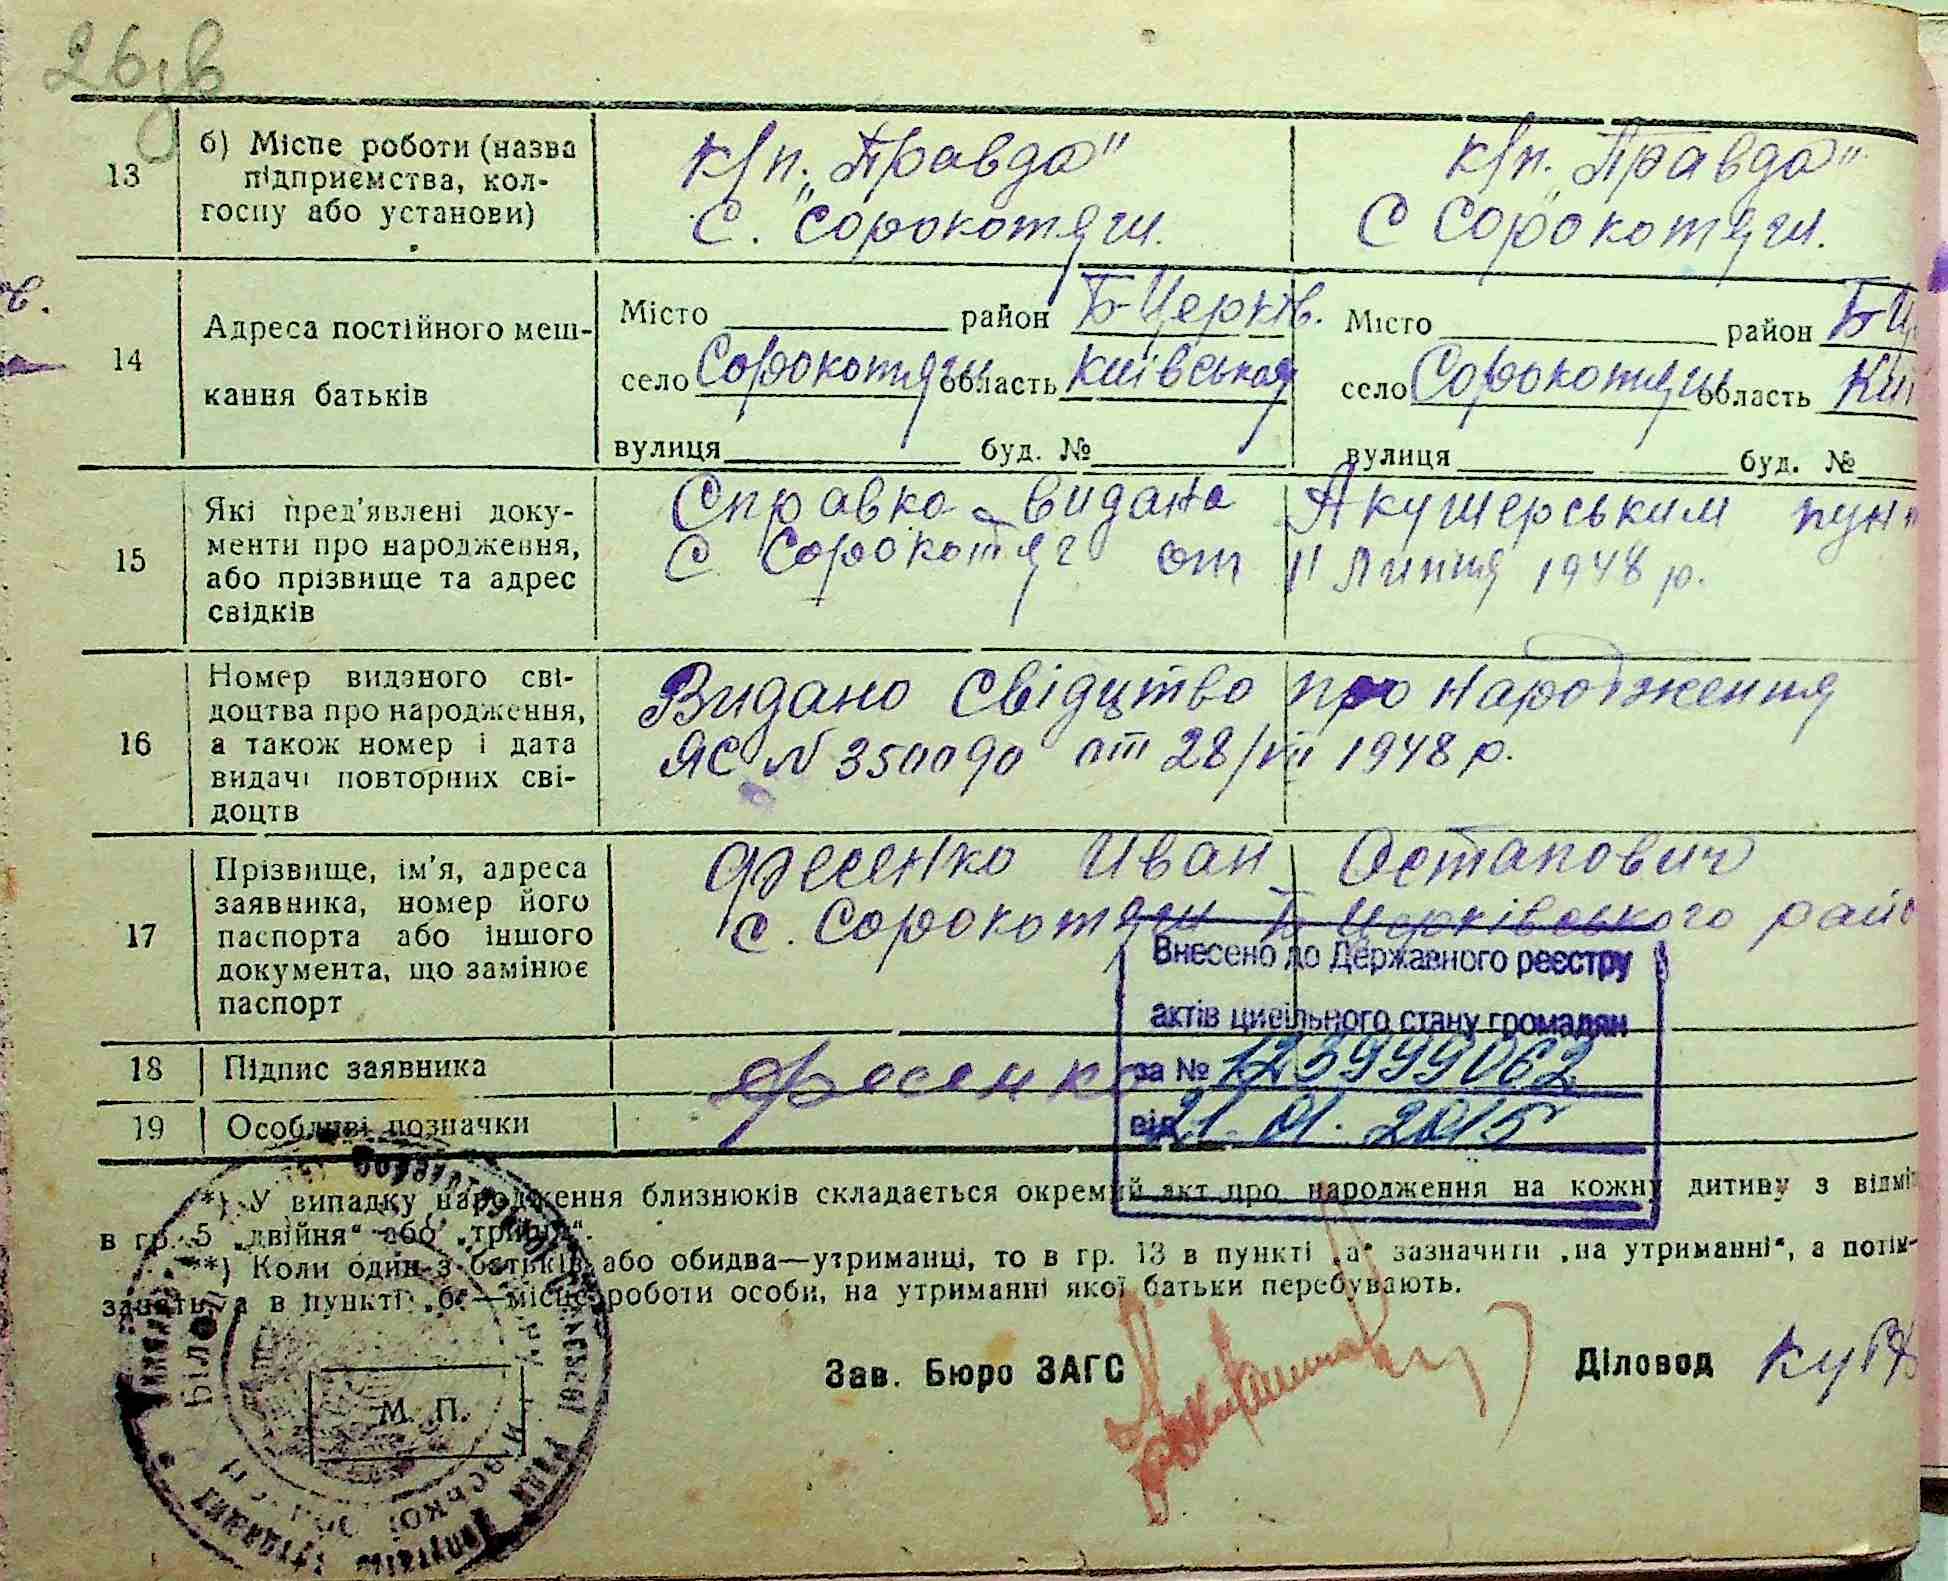 13
б) Місце роботи (назва
підприємства, кол-
госпу або установи)
к/п. „Правда"
с. Сорокотяги.
к/п. „Правда"
С Сорокотяги.
14
Адреса постійного меш-
кання батьків
Місто район Б-Церків.
село Сорокотяги область Київська
вулиця буд. №
Місто район Б-Це
село Сорокотяги область Киї
вулиця буд. №
15
Які пред'явлені доку-
менти про народження,
або прізвище та адрес
свідків
Справка видана Акушерським пун
С Сорокотяг от 11 Липня 1948 р.
16
Номер виданого сві-
доцтва про народження,
а також номер і дата
видачі повторних сві-
доцтв
Видано Свідцтво про народження
ЯС N 350090 от 28/VII 1948 р.
17
Прізвище, ім'я, адреса
заявника, номер його
паспорта або іншого
документа, що замінює
паспорт
Фесенко Иван Остапович
с. Сорокотяги Б Церківського райо
Внесено до Державного реєстру
актів цивільного стану громадян
за № 123999062
від 21.01.2015
18
Підпис заявника
Фесенко
19
Особливі позначки
*) У випадку народження близнюків складається окремий акт про народження на кожну дитину з відміт
в гр. 5 „двійня" або „трійня".
**) Коли один з батьків або обидва—утриманці, то в гр. 13 в пункті „а" зазначити „на утриманні", а потім
зазначити в пункті „б"—місце роботи особи, на утриманні якої батьки перебувають.
Зав. Бюро ЗАГС
Діловод
М. П.